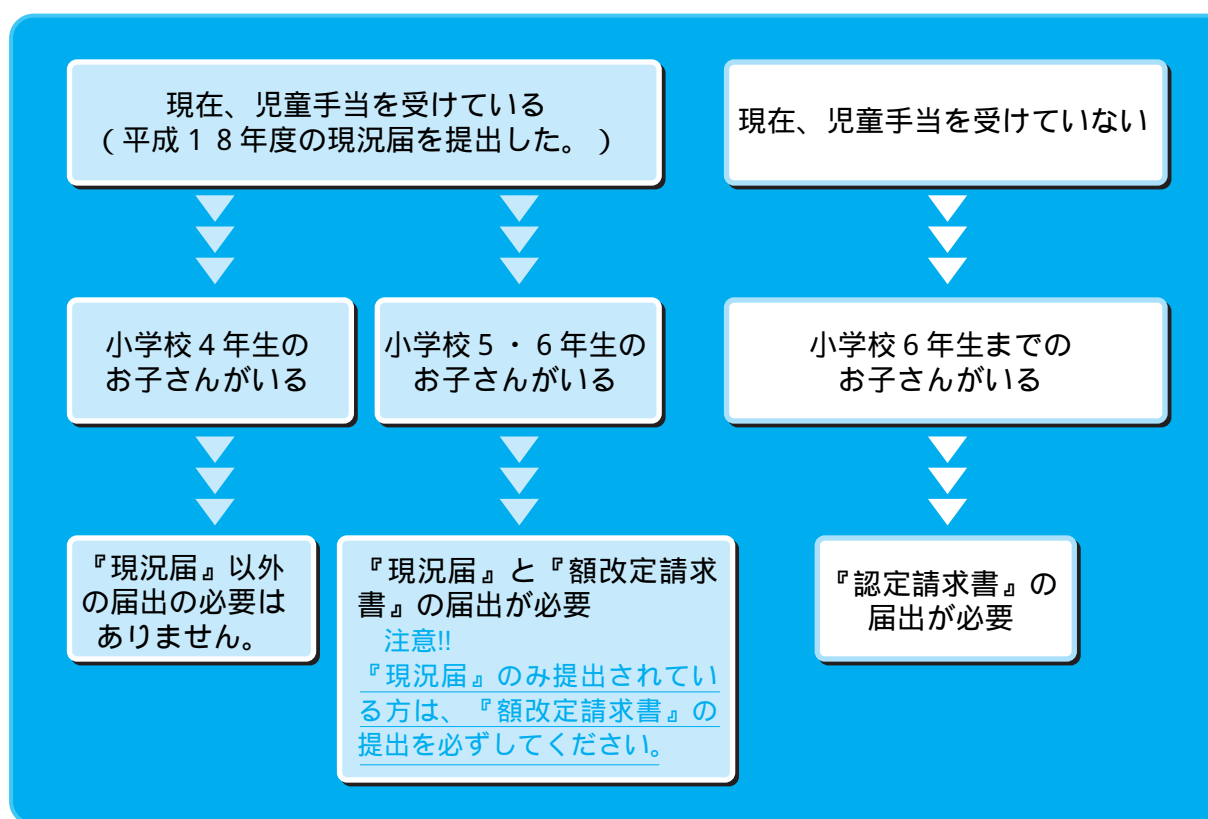 現在、児童手当を受けている
(平成18年度の現況届を提出した。)
現在、児童手当を受けていない
小学校4年生の
お子さんがいる
小学校5・6年生の
お子さんがいる
小学校6年生までの
お子さんがいる
『現況届』以外
の届出の必要は
ありません。
『現況届』と『額改定請求
書』の届出が必要
注意!!
『現況届』のみ提出されてい
る方は、『額改定請求書』の
提出を必ずしてください。
『認定請求書』の
届出が必要